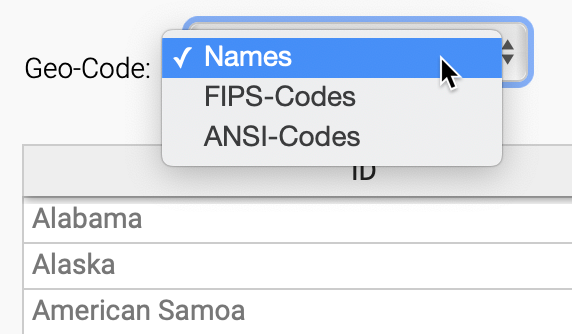 Geo-Code:
✓ Names
FIPS-Codes
ANSI-Codes
ID
Alabama
Alaska
American Samoa